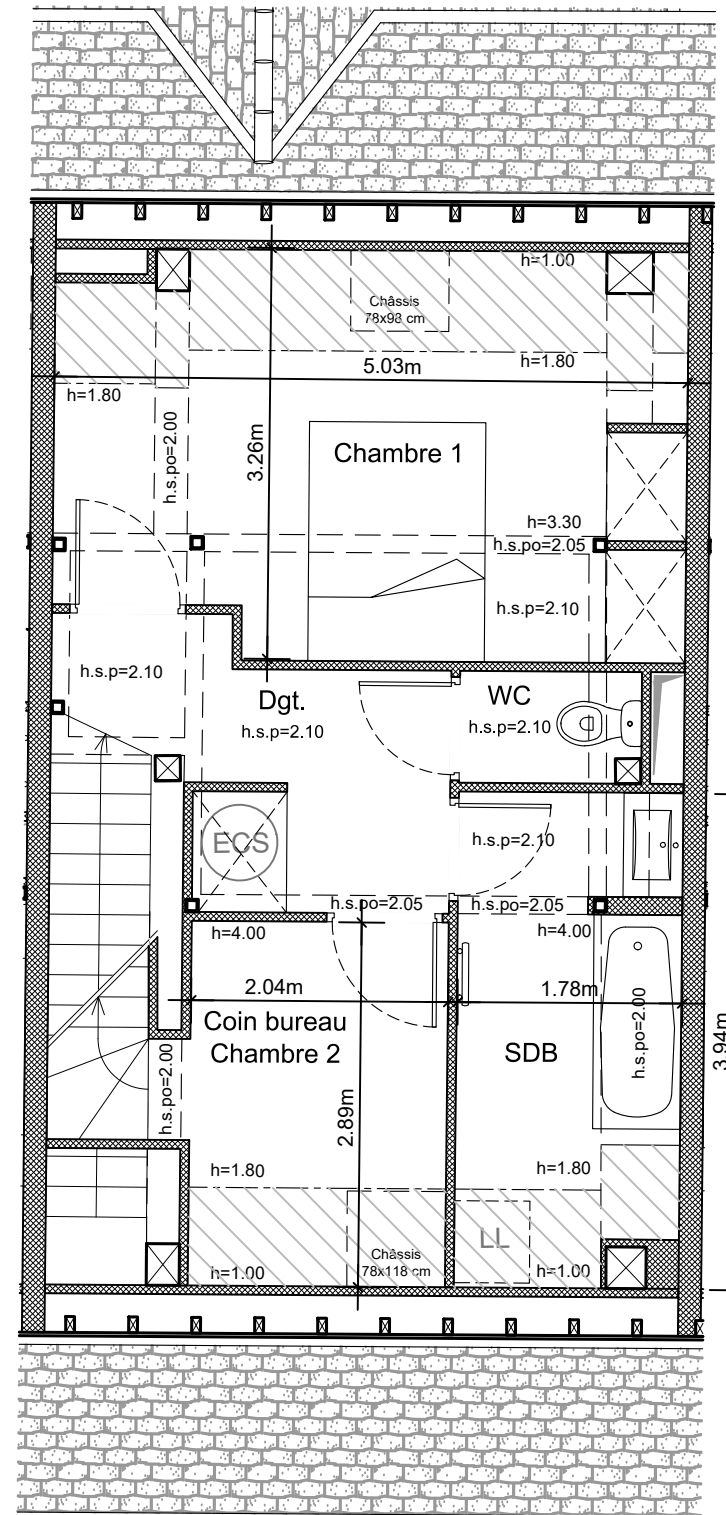 h=1.00
Châssis
78x98 cm
h=1.80
5.03m
h=1.80
h.s.po=2.00
3.26m
Chambre 1
h=3.30
h.s.po=2.05
h.s.p=2.10
h.s.p=2.10
Dgt.
h.s.p=2.10
WC
h.s.p=2.10
ECS
h.s.p=2.10
h.s.po=2.05
h.s.po=2.05
h=4.00
h=4.00
2.04m
1.78m
Coin bureau
Chambre 2
SDB
h.s.po=2.00
3.94m
h.s.po=2.00
2.89m
h=1.80
h=1.80
LL
Châssis
78x118 cm
h=1.00
h=1.00